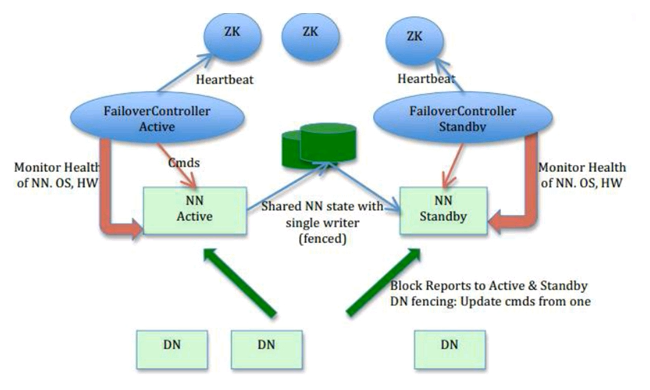 ZK
ZK
ZK
Heartbeat
Heartbeat
FailoverController
Active
FailoverController
Standby
Cmds
Monitor Health
of NN. OS, HW
Monitor Health
of NN. OS, HW
NN
Active
Shared NN state with
single writer
(fenced)
NN
Standby
Block Reports to Active & Standby
DN fencing: Update cmds from one
DN
DN
DN